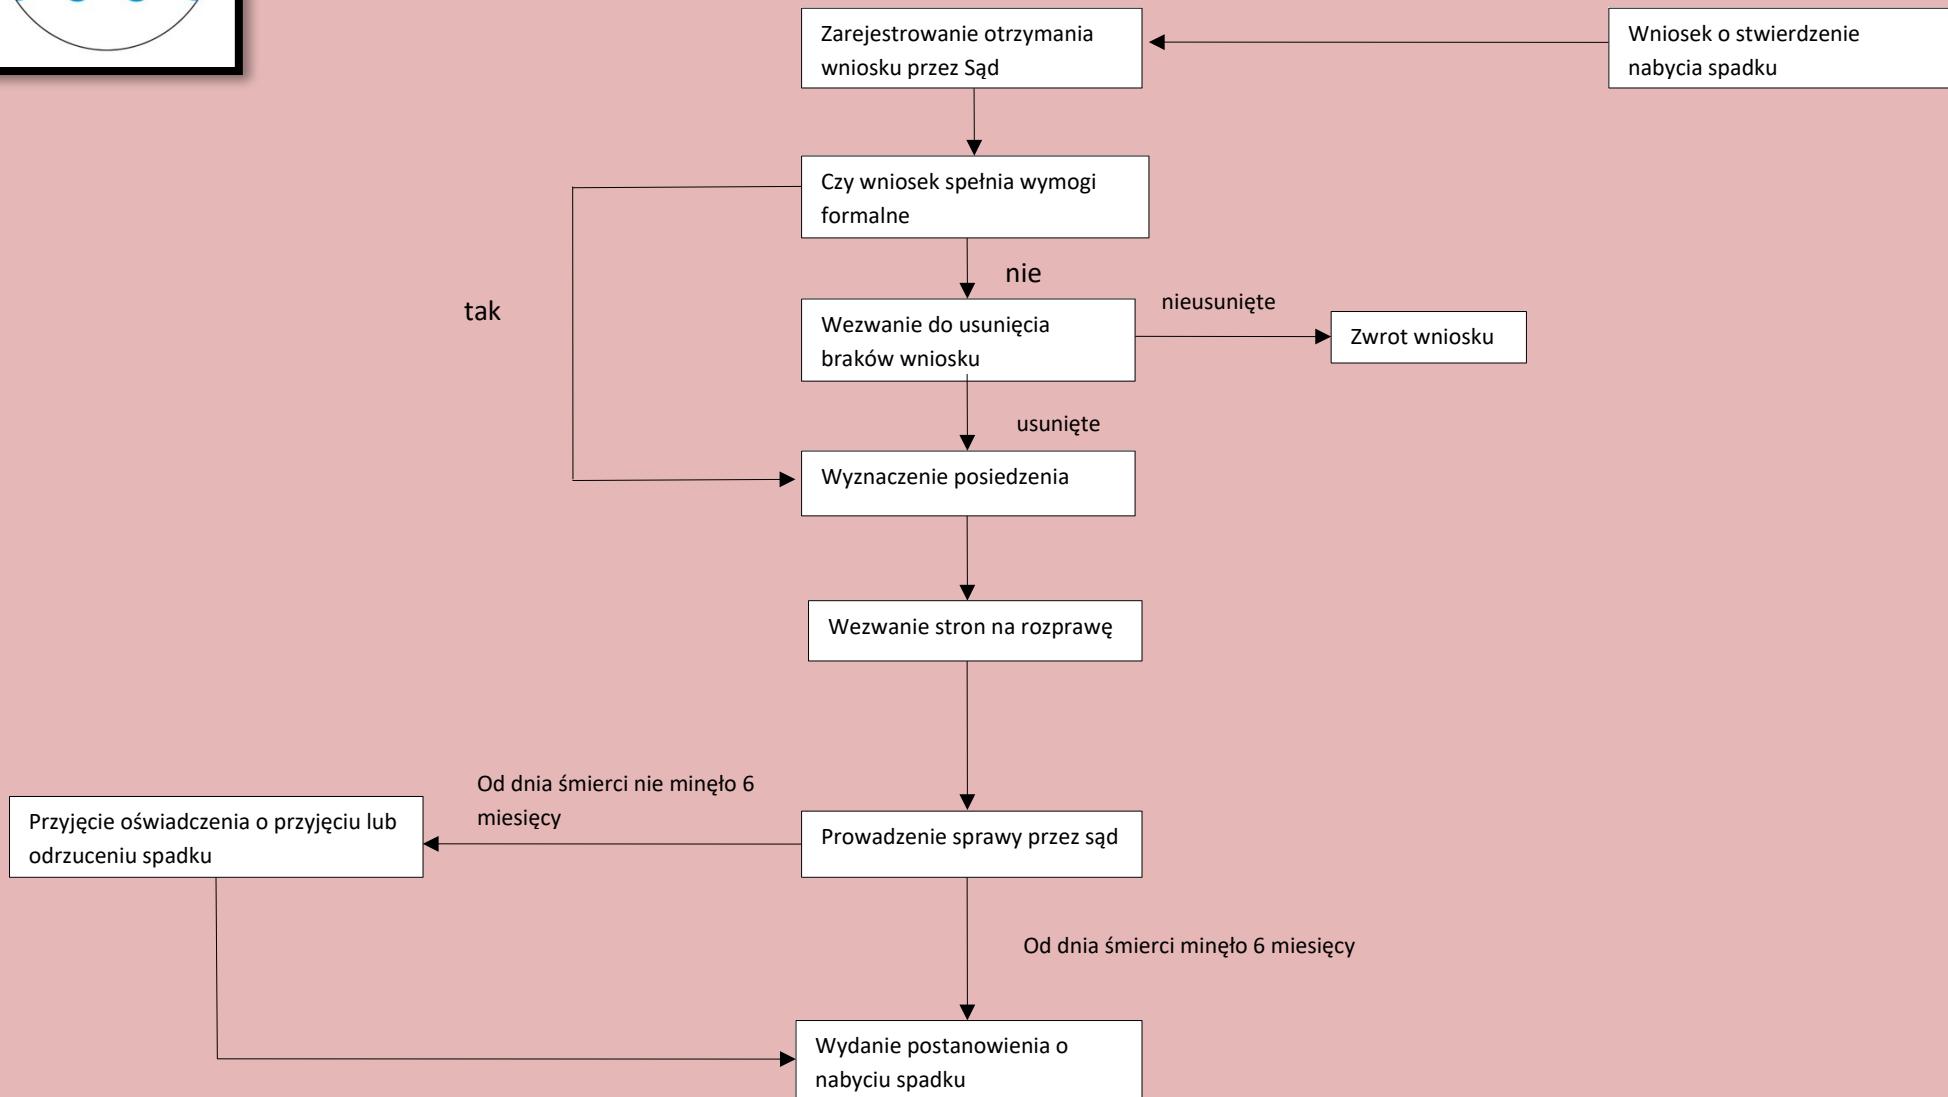 Zarejestrowanie otrzymania
wniosku przez Sąd
Wniosek o stwierdzenie
nabycia spadku
Czy wniosek spełnia wymogi
formalne
tak
nie
Wezwanie do usunięcia
braków wniosku
nieusunięte
Zwrot wniosku
usunięte
Wyznaczenie posiedzenia
Wezwanie stron na rozprawę
Od dnia śmierci nie minęło 6
miesięcy
Przyjęcie oświadczenia o przyjęciu lub
odrzuceniu spadku
Prowadzenie sprawy przez sąd
Od dnia śmierci minęło 6 miesięcy
Wydanie postanowienia o
nabyciu spadku